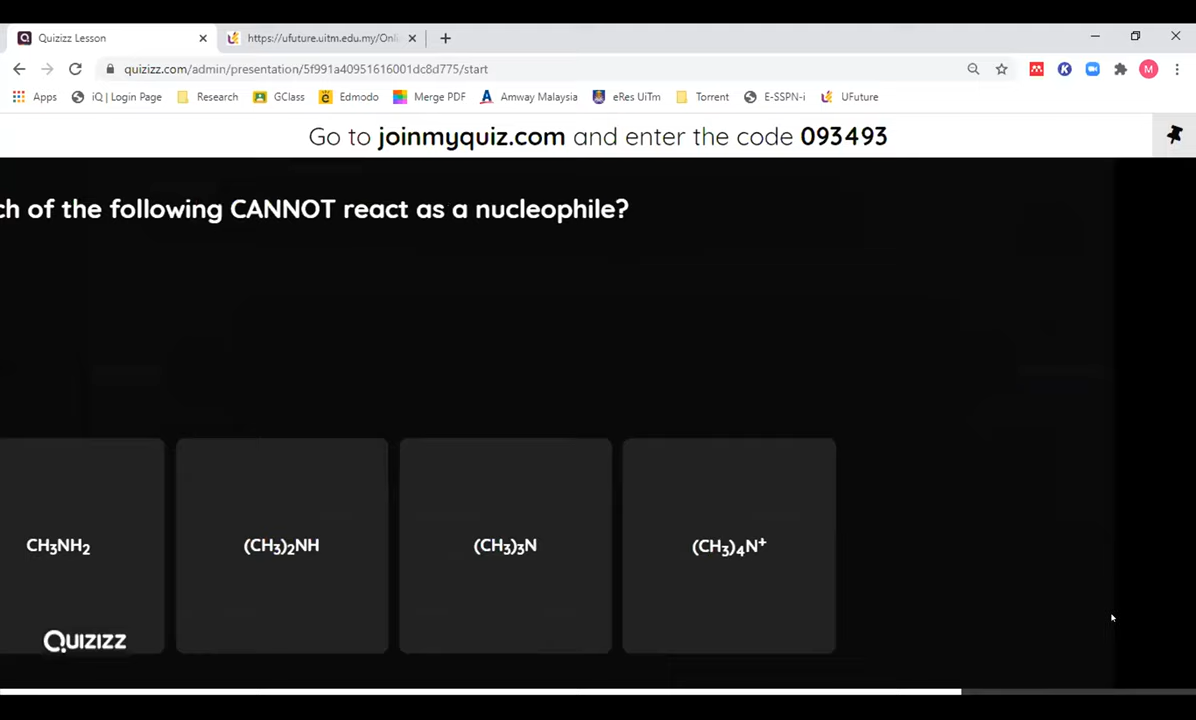 Quizizz Lesson
https://ufuture.uitm.edu.my/Onli
quizizz.com/admin/presentation/5f991a40951616001dc8d775/start
M
Apps iQ | Login Page Research GClass Edmodo Merge PDF Amway Malaysia eRes UiTm Torrent E-SSPN-i UFuture
Go to joinmyquiz.com and enter the code 093493
ch of the following CANNOT react as a nucleophile?
CH₃NH₂ (CH₃)₂NH (CH₃)₃N (CH₃)₄N⁺
QUIZIZZ